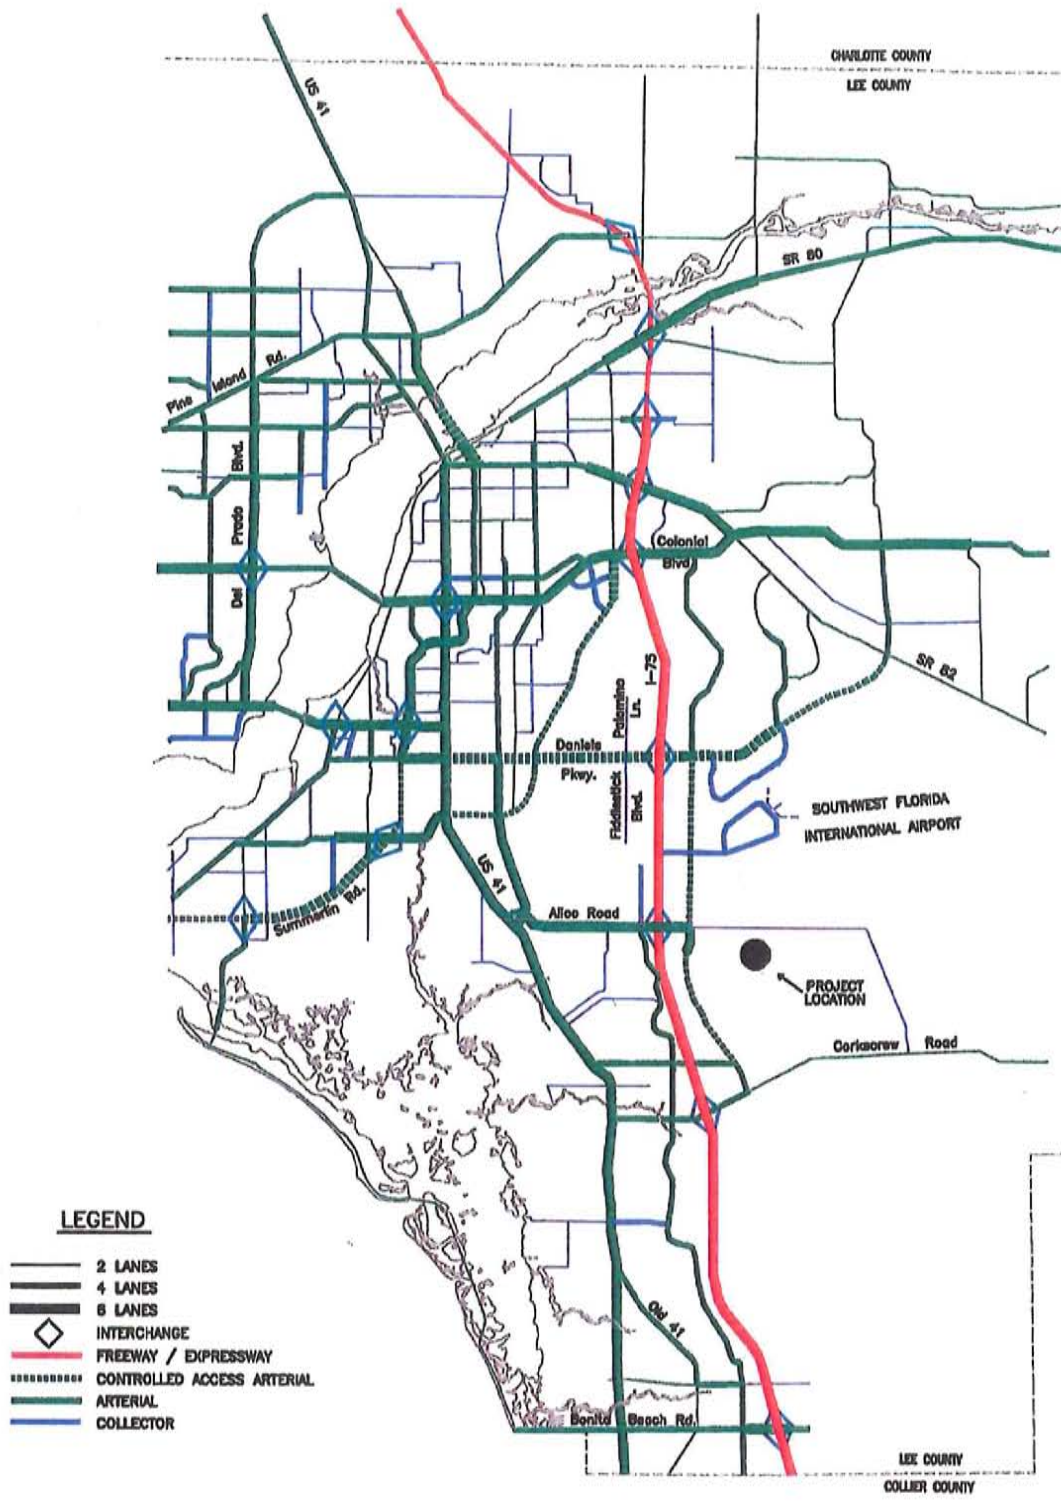 CHARLOTTE COUNTY
LEE COUNTY
US 41
SR 80
Pine Island Rd.
Del Prado Blvd.
Colonial
Blvd
I-75
SR 82
Palomino
Ln.
Daniels
Pkwy.
Fiddlestick
Blvd.
SOUTHWEST FLORIDA
INTERNATIONAL AIRPORT
US 41
Alico Road
Summerlin Rd.
PROJECT
LOCATION
Corkscrew Road
Old 41
Bonita Beach Rd.
LEE COUNTY
COLLIER COUNTY
LEGEND
2 LANES
4 LANES
6 LANES
INTERCHANGE
FREEWAY / EXPRESSWAY
CONTROLLED ACCESS ARTERIAL
ARTERIAL
COLLECTOR